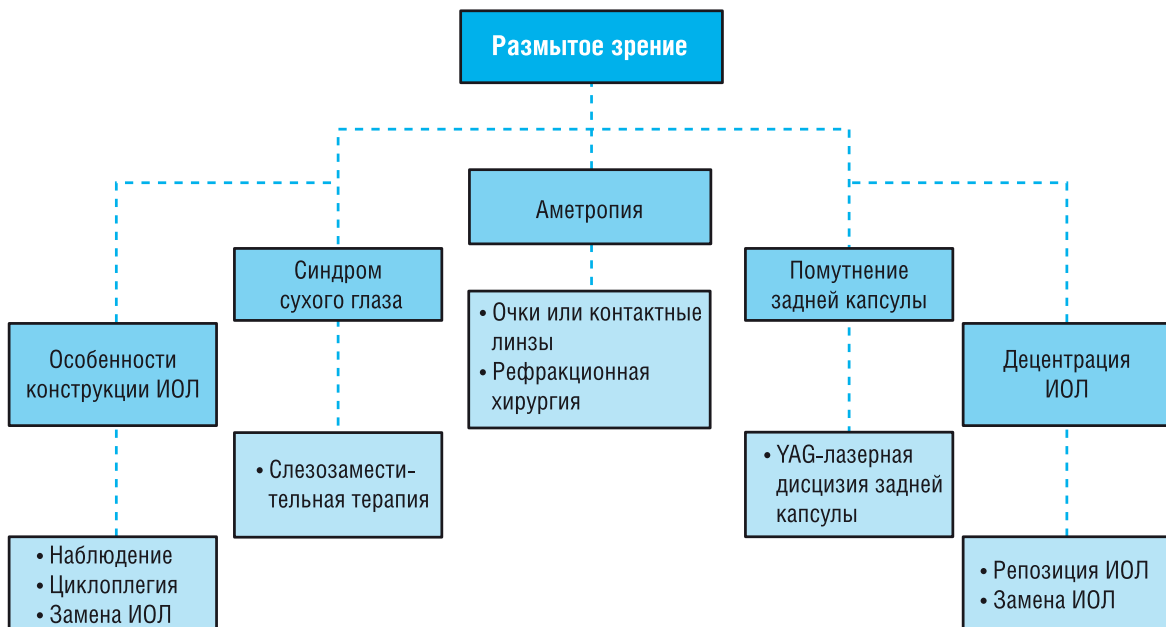 Размытое зрение
Аметропия
• Очки или контактные
линзы
• Рефракционная
хирургия
Синдром
сухого глаза
• Слезозамести-
тельная терапия
Помутнение
задней капсулы
• YAG-лазерная
дисцизия задней
капсулы
Особенности
конструкции ИОЛ
• Наблюдение
• Циклоплегия
• Замена ИОЛ
Децентрация
ИОЛ
• Репозиция ИОЛ
• Замена ИОЛ